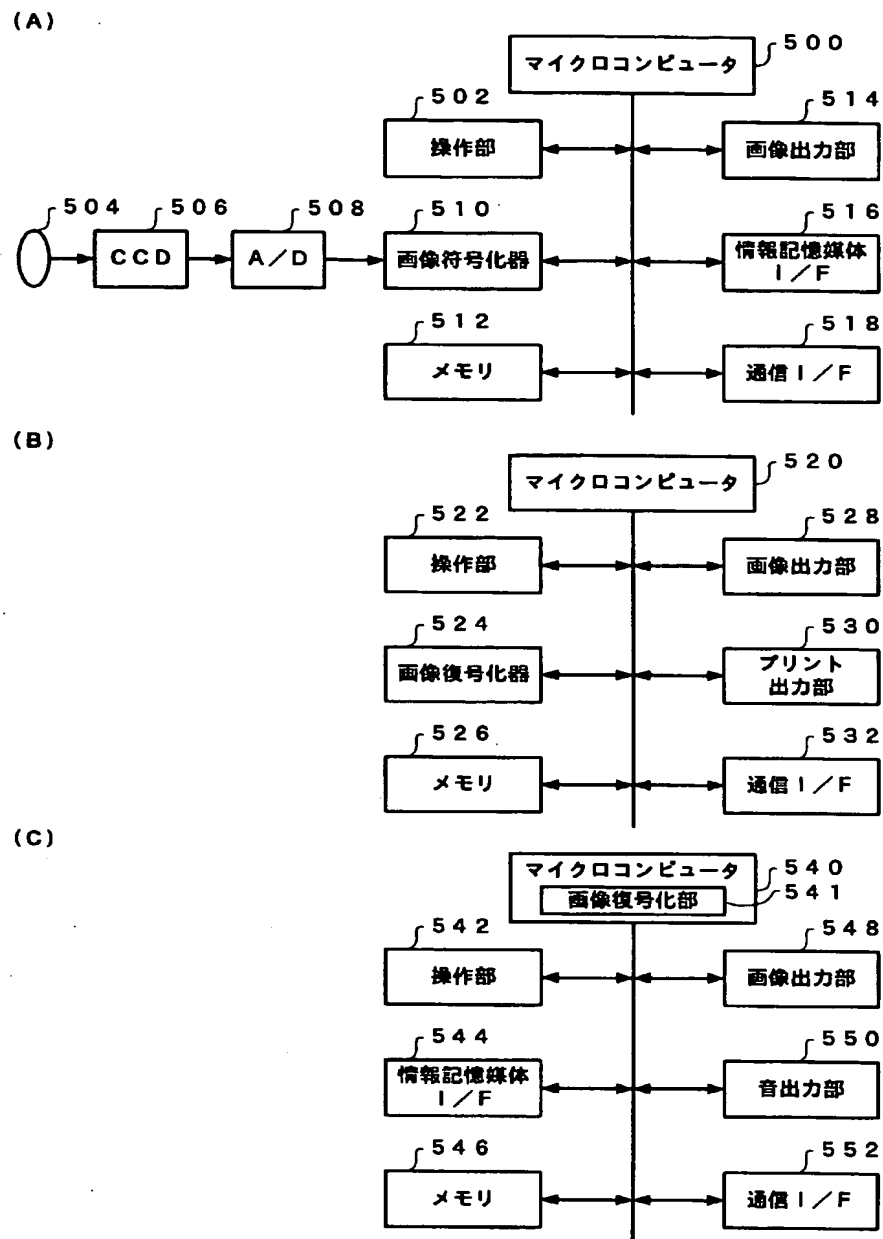 (A)
マイクロコンピュータ
500
502
操作部
514
画像出力部
504
506
CCD
508
A/D
510
画像符号化器
516
情報記憶媒体
I/F
512
メモリ
518
通信I/F
(B)
マイクロコンピュータ
520
522
操作部
528
画像出力部
524
画像復号化器
530
プリント
出力部
526
メモリ
532
通信I/F
(C)
マイクロコンピュータ
540
画像復号化部
541
542
操作部
548
画像出力部
544
情報記憶媒体
I/F
550
音出力部
546
メモリ
552
通信I/F